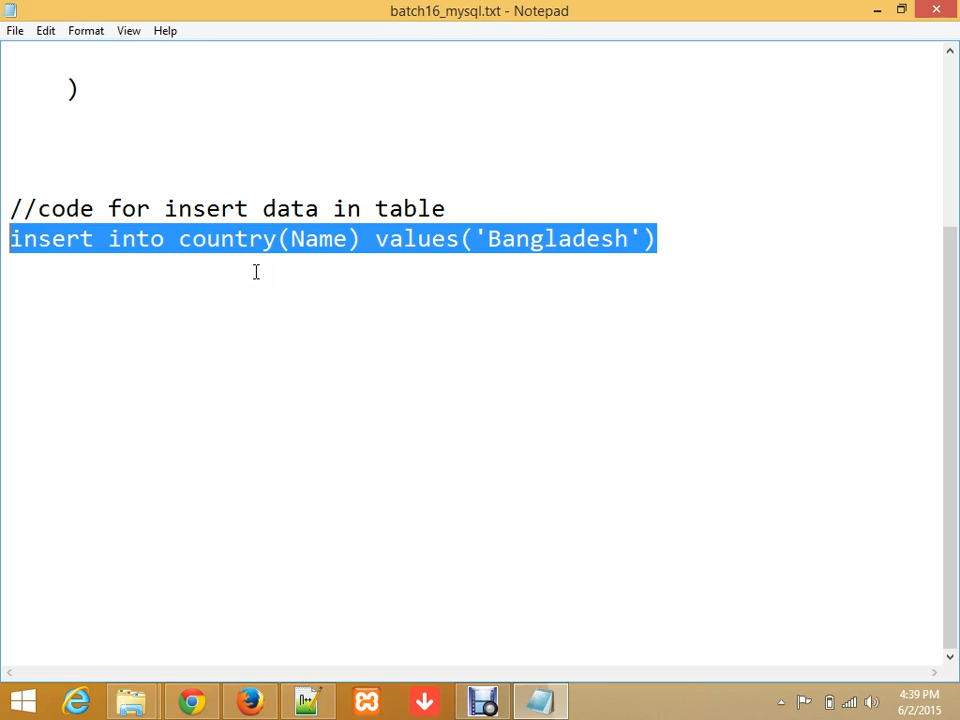 batch16_mysql.txt - Notepad
File Edit Format View Help
)
//code for insert data in table
insert into country(Name) values('Bangladesh')
4:39 PM
6/2/2015